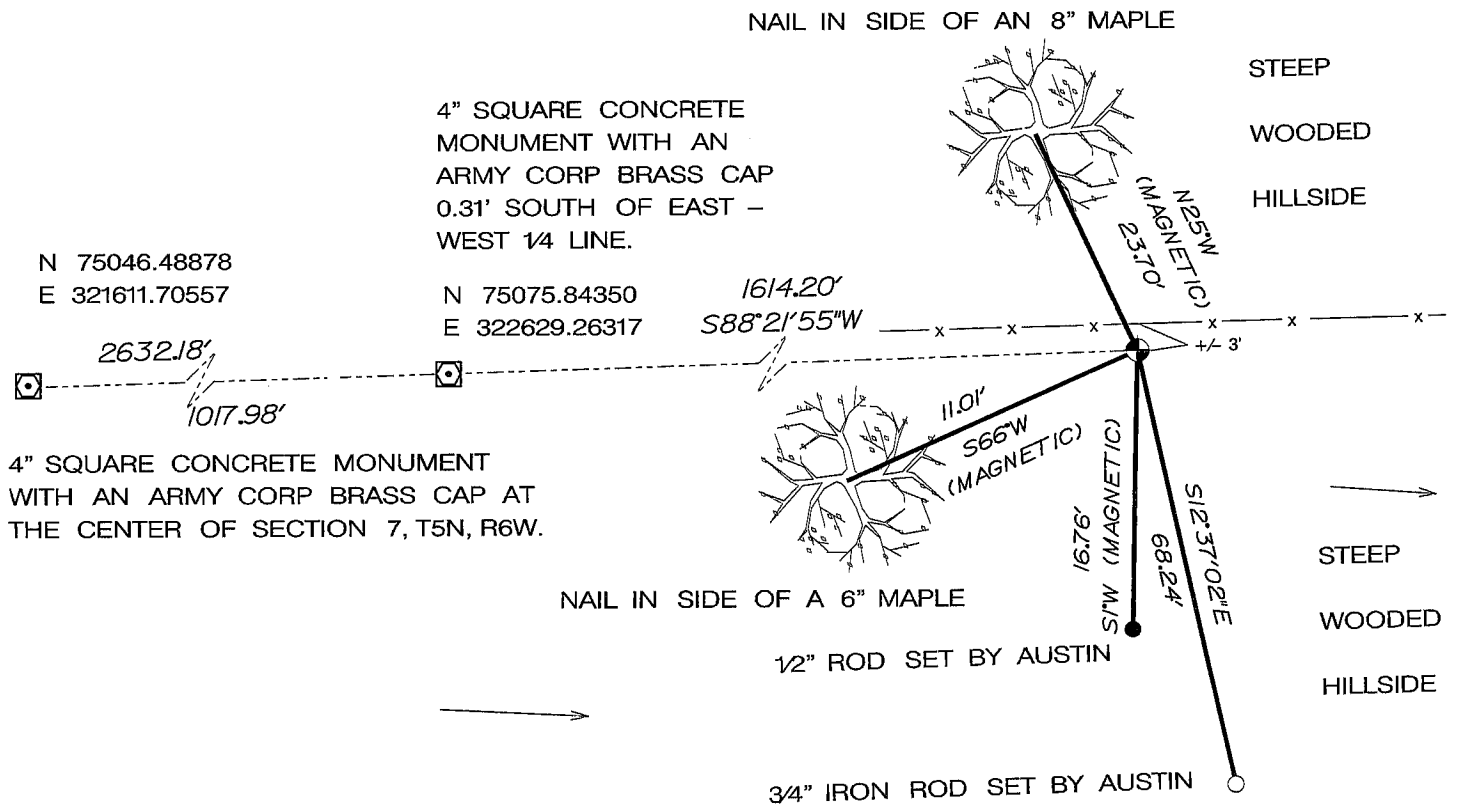 NAIL IN SIDE OF AN 8" MAPLE
STEEP
WOODED
HILLSIDE
4" SQUARE CONCRETE
MONUMENT WITH AN
ARMY CORP BRASS CAP
0.31' SOUTH OF EAST –
WEST 1/4 LINE.
N25°W
(MAGNETIC)
23.70'
N 75046.48878
E 321611.70557
N 75075.84350
E 322629.26317
1614.20'
S88°21'55"W
x x x x x
+/- 3'
2632.18'
1017.98'
4" SQUARE CONCRETE MONUMENT
WITH AN ARMY CORP BRASS CAP AT
THE CENTER OF SECTION 7, T5N, R6W.
11.01'
S66°W
(MAGNETIC)
S1°W (MAGNETIC)
16.76'
S12°37'02"E
68.24'
NAIL IN SIDE OF A 6" MAPLE
STEEP
WOODED
HILLSIDE
1/2" ROD SET BY AUSTIN
3/4" IRON ROD SET BY AUSTIN